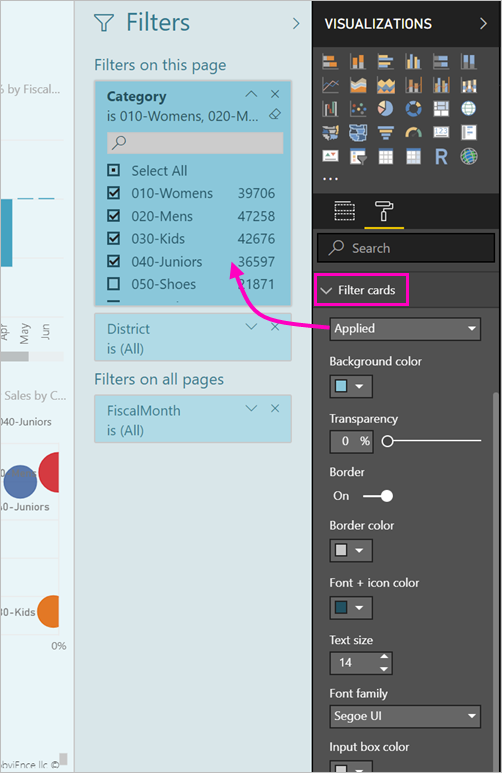 Filters
Filters on this page
Category
is 010-Womens, 020-M...
Select All
010-Womens 39706
020-Mens 47258
030-Kids 42676
040-Juniors 36597
050-Shoes 21871
District
is (All)
Filters on all pages
FiscalMonth
is (All)
by Fiscal...
Apr
May
Jun
Sales by C...
040-Juniors
-Juniors
-Kids
0%
obviEnce llc ©
VISUALIZATIONS
R
...
Search
Filter cards
Applied
Background color
Transparency
0 %
Border
On
Border color
Font + icon color
Text size
14
Font family
Segoe UI
Input box color